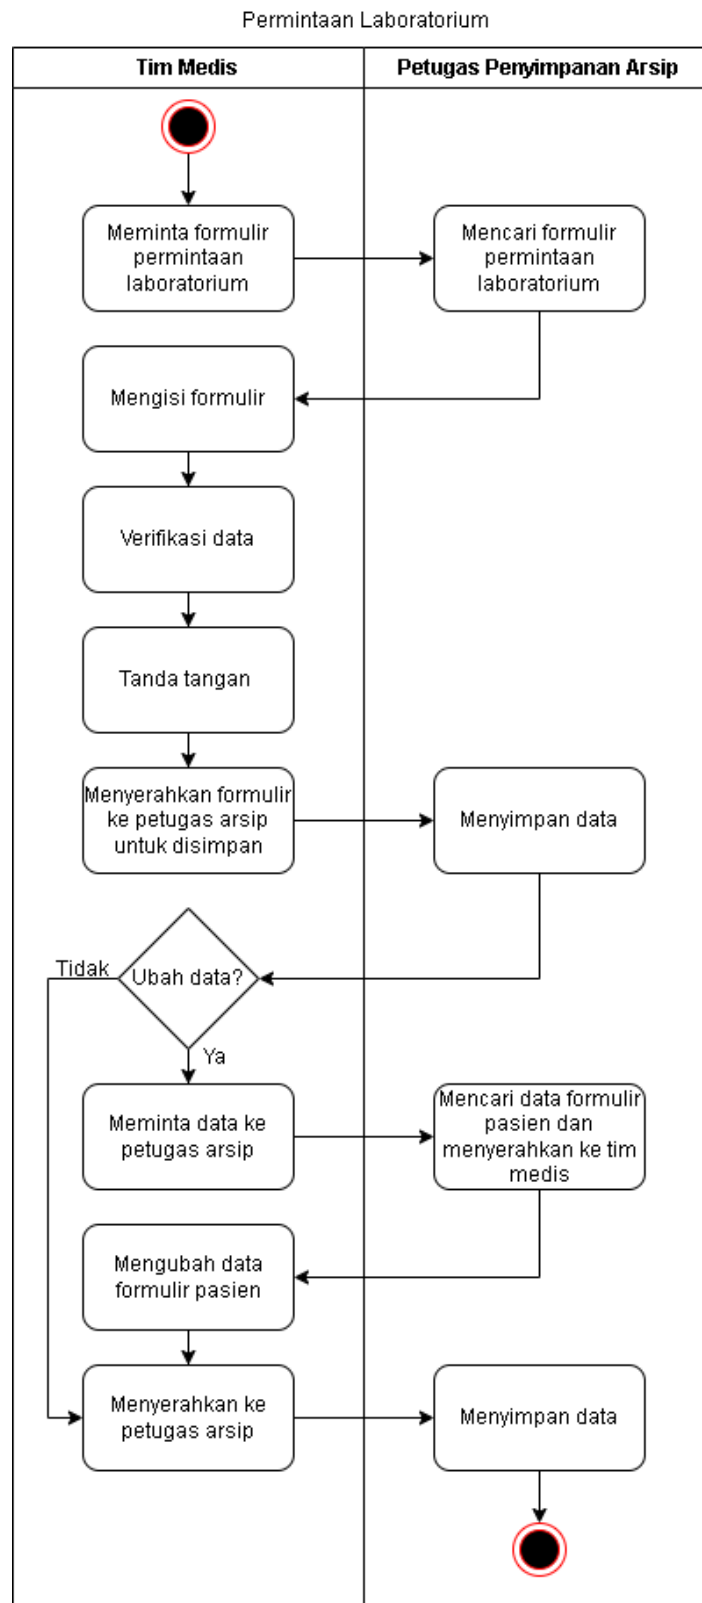 Permintaan Laboratorium
Tim Medis
Petugas Penyimpanan Arsip
Meminta formulir
permintaan
laboratorium
Mencari formulir
permintaan
laboratorium
Mengisi formulir
Verifikasi data
Tanda tangan
Menyerahkan formulir
ke petugas arsip
untuk disimpan
Menyimpan data
Ubah data?
Tidak
Ya
Meminta data ke
petugas arsip
Mencari data formulir
pasien dan
menyerahkan ke tim
medis
Mengubah data
formulir pasien
Menyerahkan ke
petugas arsip
Menyimpan data